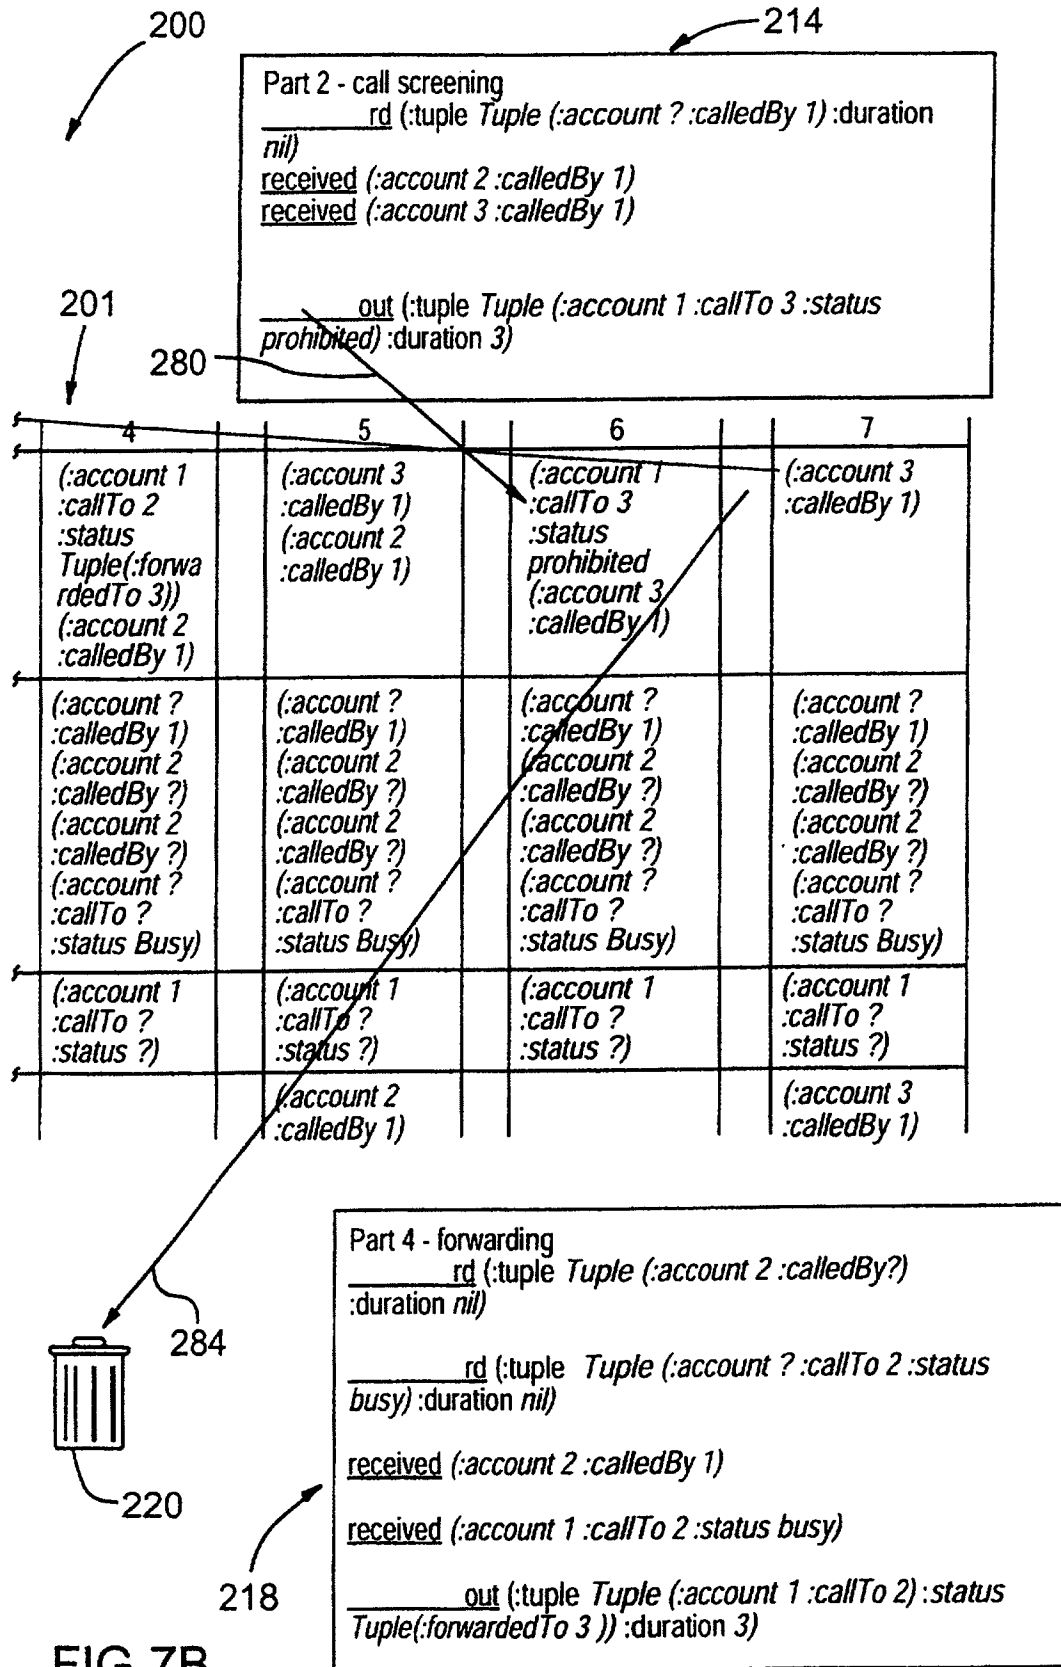 200
214
Part 2 - call screening
rd (:tuple Tuple (:account ? :calledBy 1) :duration
nil)
received (:account 2 :calledBy 1)
received (:account 3 :calledBy 1)
out (:tuple Tuple (:account 1 :callTo 3 :status
prohibited) :duration 3)
201
280
4 5 6 7
(:account 1
:callTo 2
:status
Tuple(:forwa
rdedTo 3))
(:account 2
:calledBy 1)
(:account 3
:calledBy 1)
(:account 2
:calledBy 1)
(:account 1
:callTo 3
:status
prohibited
(:account 3
:calledBy 1)
(:account 3
:calledBy 1)
(:account ?
:calledBy 1)
(:account 2
:calledBy ?)
(:account 2
:calledBy ?)
(:account ?
:callTo ?
:status Busy)
(:account ?
:calledBy 1)
(:account 2
:calledBy ?)
(:account 2
:calledBy ?)
(:account ?
:callTo ?
:status Busy)
(:account ?
:calledBy 1)
(:account 2
:calledBy ?)
(:account 2
:calledBy ?)
(:account ?
:callTo ?
:status Busy)
(:account ?
:calledBy 1)
(:account 2
:calledBy ?)
(:account 2
:calledBy ?)
(:account ?
:callTo ?
:status Busy)
(:account 1
:callTo ?
:status ?)
(:account 1
:callTo ?
:status ?)
(:account 1
:callTo ?
:status ?)
(:account 1
:callTo ?
:status ?)
(:account 2
:calledBy 1)
(:account 3
:calledBy 1)
284
220
Part 4 - forwarding
rd (:tuple Tuple (:account 2 :calledBy?)
:duration nil)
rd (:tuple Tuple (:account ? :callTo 2 :status
busy) :duration nil)
received (:account 2 :calledBy 1)
received (:account 1 :callTo 2 :status busy)
out (:tuple Tuple (:account 1 :callTo 2) :status
Tuple(:forwardedTo 3 )) :duration 3)
218
FIG 7B